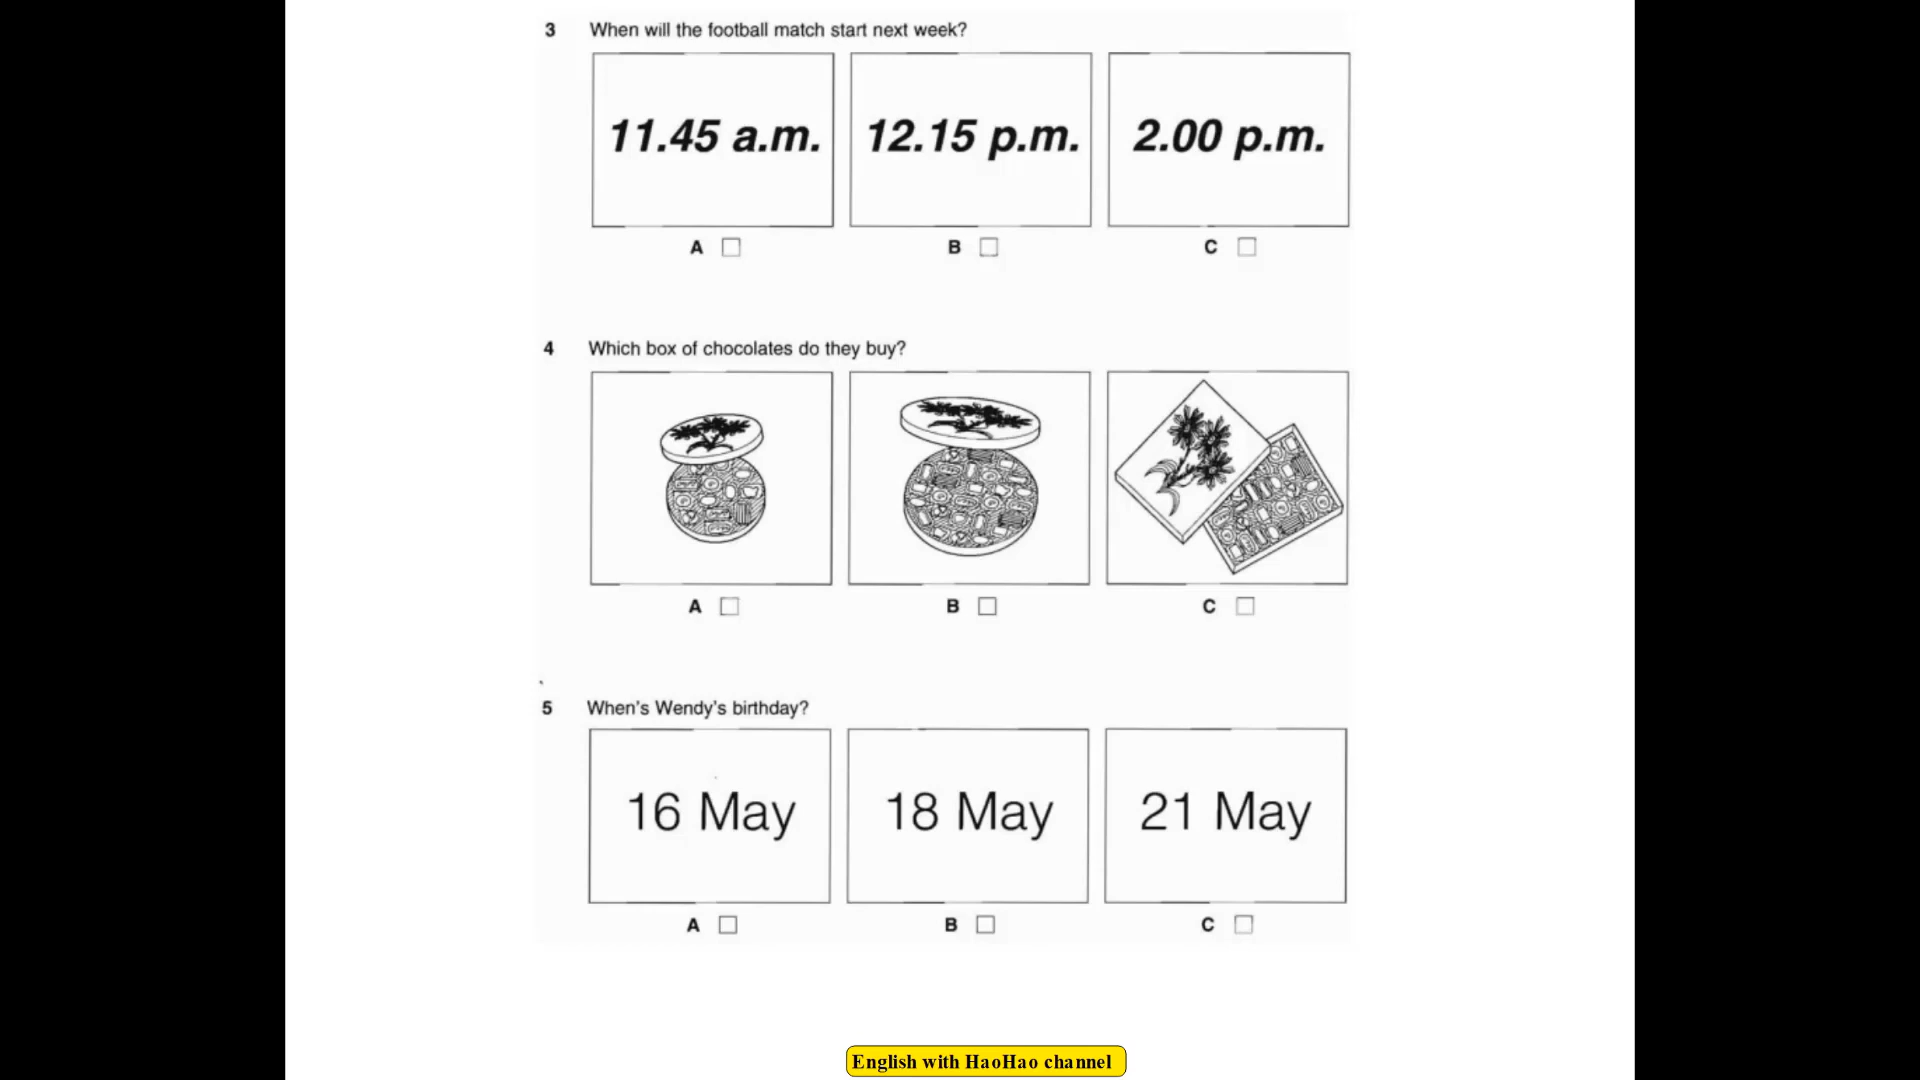 3 When will the football match start next week?
11.45 a.m. 12.15 p.m. 2.00 p.m.
A B C
4 Which box of chocolates do they buy?
A B C
5 When's Wendy's birthday?
16 May 18 May 21 May
A B C
English with HaoHao channel